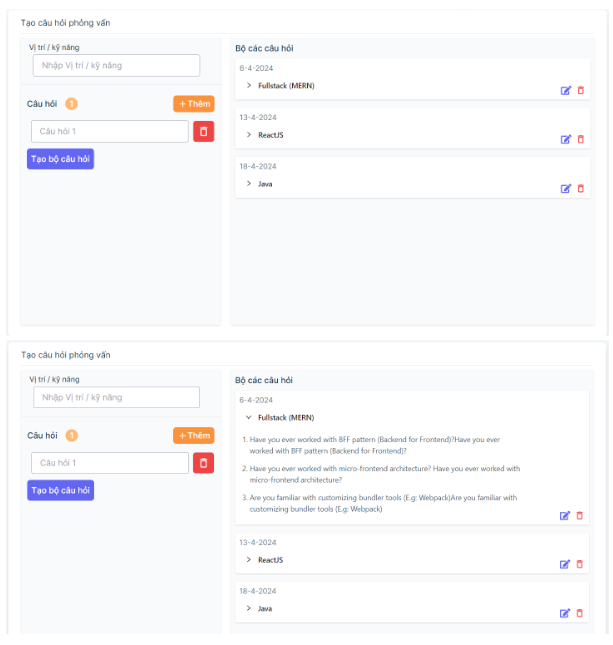 Tạo câu hỏi phỏng vấn
Vị trí / kỹ năng
Nhập Vị trí / kỹ năng
Câu hỏi 1
+ Thêm
Câu hỏi 1
Tạo bộ câu hỏi
Bộ các câu hỏi
6-4-2024
Fullstack (MERN)
13-4-2024
ReactJS
18-4-2024
Java
Tạo câu hỏi phỏng vấn
Vị trí / kỹ năng
Nhập Vị trí / kỹ năng
Câu hỏi 1
+ Thêm
Câu hỏi 1
Tạo bộ câu hỏi
Bộ các câu hỏi
6-4-2024
Fullstack (MERN)
1. Have you ever worked with BFF pattern (Backend for Frontend)?Have you ever
worked with BFF pattern (Backend for Frontend)?
2. Have you ever worked with micro-frontend architecture? Have you ever worked with
micro-frontend architecture?
3. Are you familiar with customizing bundler tools (E.g: Webpack)Are you familiar with
customizing bundler tools (E.g: Webpack)
13-4-2024
ReactJS
18-4-2024
Java